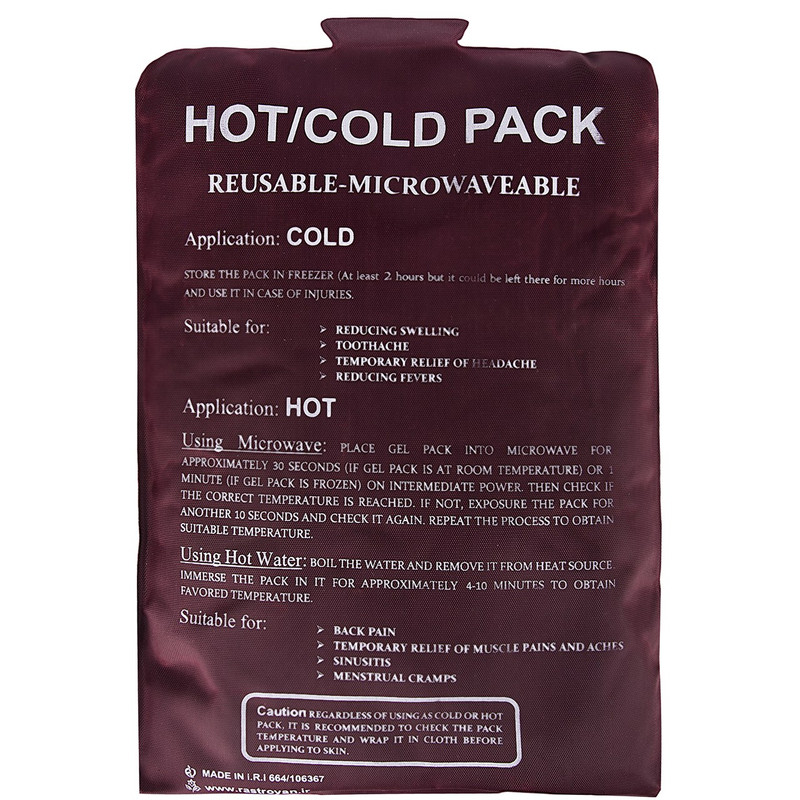 HOT/COLD PACK
REUSABLE-MICROWAVEABLE
Application: COLD
STORE THE PACK IN FREEZER (At least 2 hours but it could be left there for more hours
AND USE IT IN CASE OF INJURIES.
Suitable for:
➢ REDUCING SWELLING
➢ TOOTHACHE
➢ TEMPORARY RELIEF OF HEADACHE
➢ REDUCING FEVERS
Application: HOT
Using Microwave: PLACE GEL PACK INTO MICROWAVE FOR
APPROXIMATELY 30 SECONDS (IF GEL PACK IS AT ROOM TEMPERATURE) OR 1
MINUTE (IF GEL PACK IS FROZEN) ON INTERMEDIATE POWER. THEN CHECK IF
THE CORRECT TEMPERATURE IS REACHED. IF NOT, EXPOSURE THE PACK FOR
ANOTHER 10 SECONDS AND CHECK IT AGAIN. REPEAT THE PROCESS TO OBTAIN
SUITABLE TEMPERATURE.
Using Hot Water: BOIL THE WATER AND REMOVE IT FROM HEAT SOURCE.
IMMERSE THE PACK IN IT FOR APPROXIMATELY 4-10 MINUTES TO OBTAIN
FAVORED TEMPERATURE.
Suitable for:
➢ BACK PAIN
➢ TEMPORARY RELIEF OF MUSCLE PAINS AND ACHES
➢ SINUSITIS
➢ MENSTRUAL CRAMPS
Caution REGARDLESS OF USING AS COLD OR HOT
PACK, IT IS RECOMMENDED TO CHECK THE PACK
TEMPERATURE AND WRAP IT IN CLOTH BEFORE
APPLYING TO SKIN.
MADE IN I.R.I 664/106367
www.rastroyan.ir